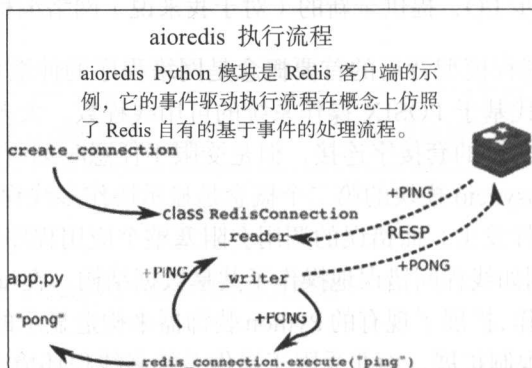 aioredis 执行流程
aioredis Python 模块是 Redis 客户端的示
例，它的事件驱动执行流程在概念上仿照
了 Redis 自有的基于事件的处理流程。
create_connection
+PING
class RedisConnection
_reader
RESP
+PING
_writer
+PONG
app.py
"pong"
+PONG
redis_connection.execute("ping")